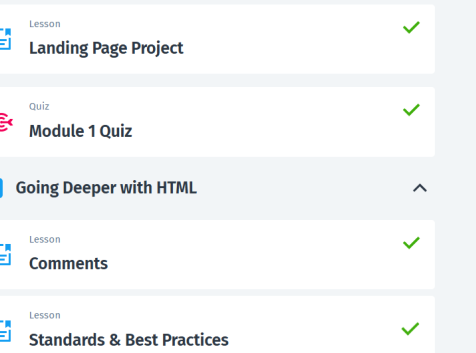 Lesson
Landing Page Project
Quiz
Module 1 Quiz
Going Deeper with HTML
Lesson
Comments
Lesson
Standards & Best Practices